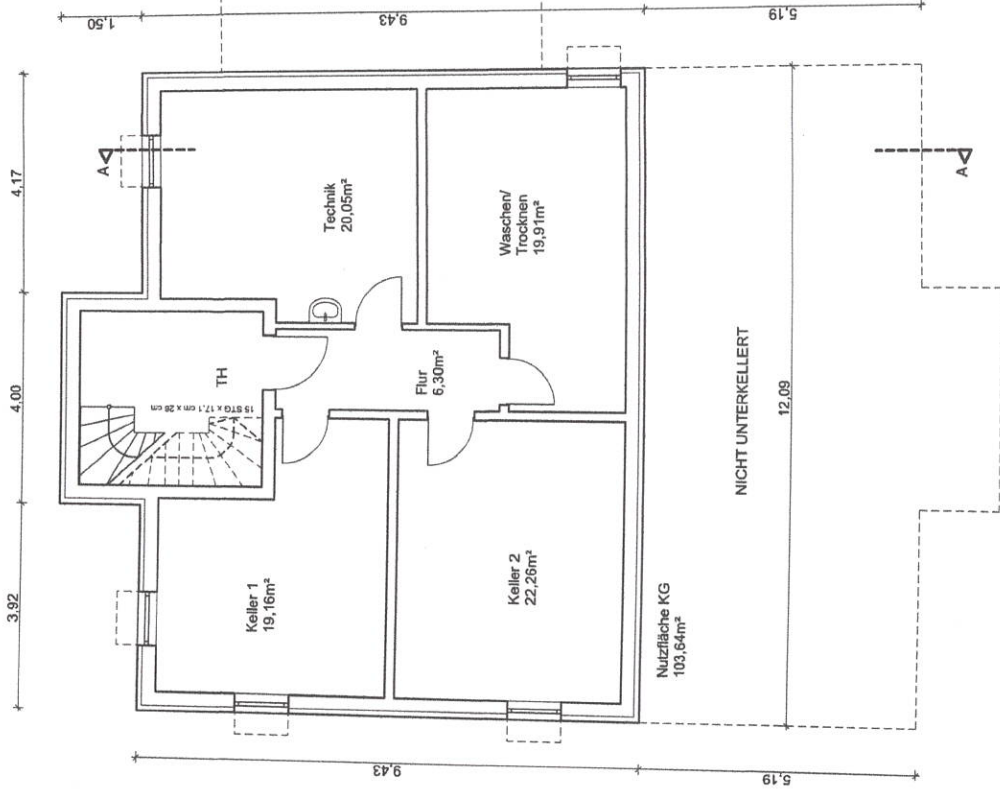 1,50
9,43
5,19
4,17
4,00
3,92
A
A
Technik
20,05m²
Waschen/
Trocknen
19,91m²
TH
15 STG x 17,1 cm x 28 cm
Flur
6,30m²
Keller 1
19,16m²
Keller 2
22,26m²
NICHT UNTERKELLERT
12,09
Nutzfläche KG
103,64m²
9,43
5,19